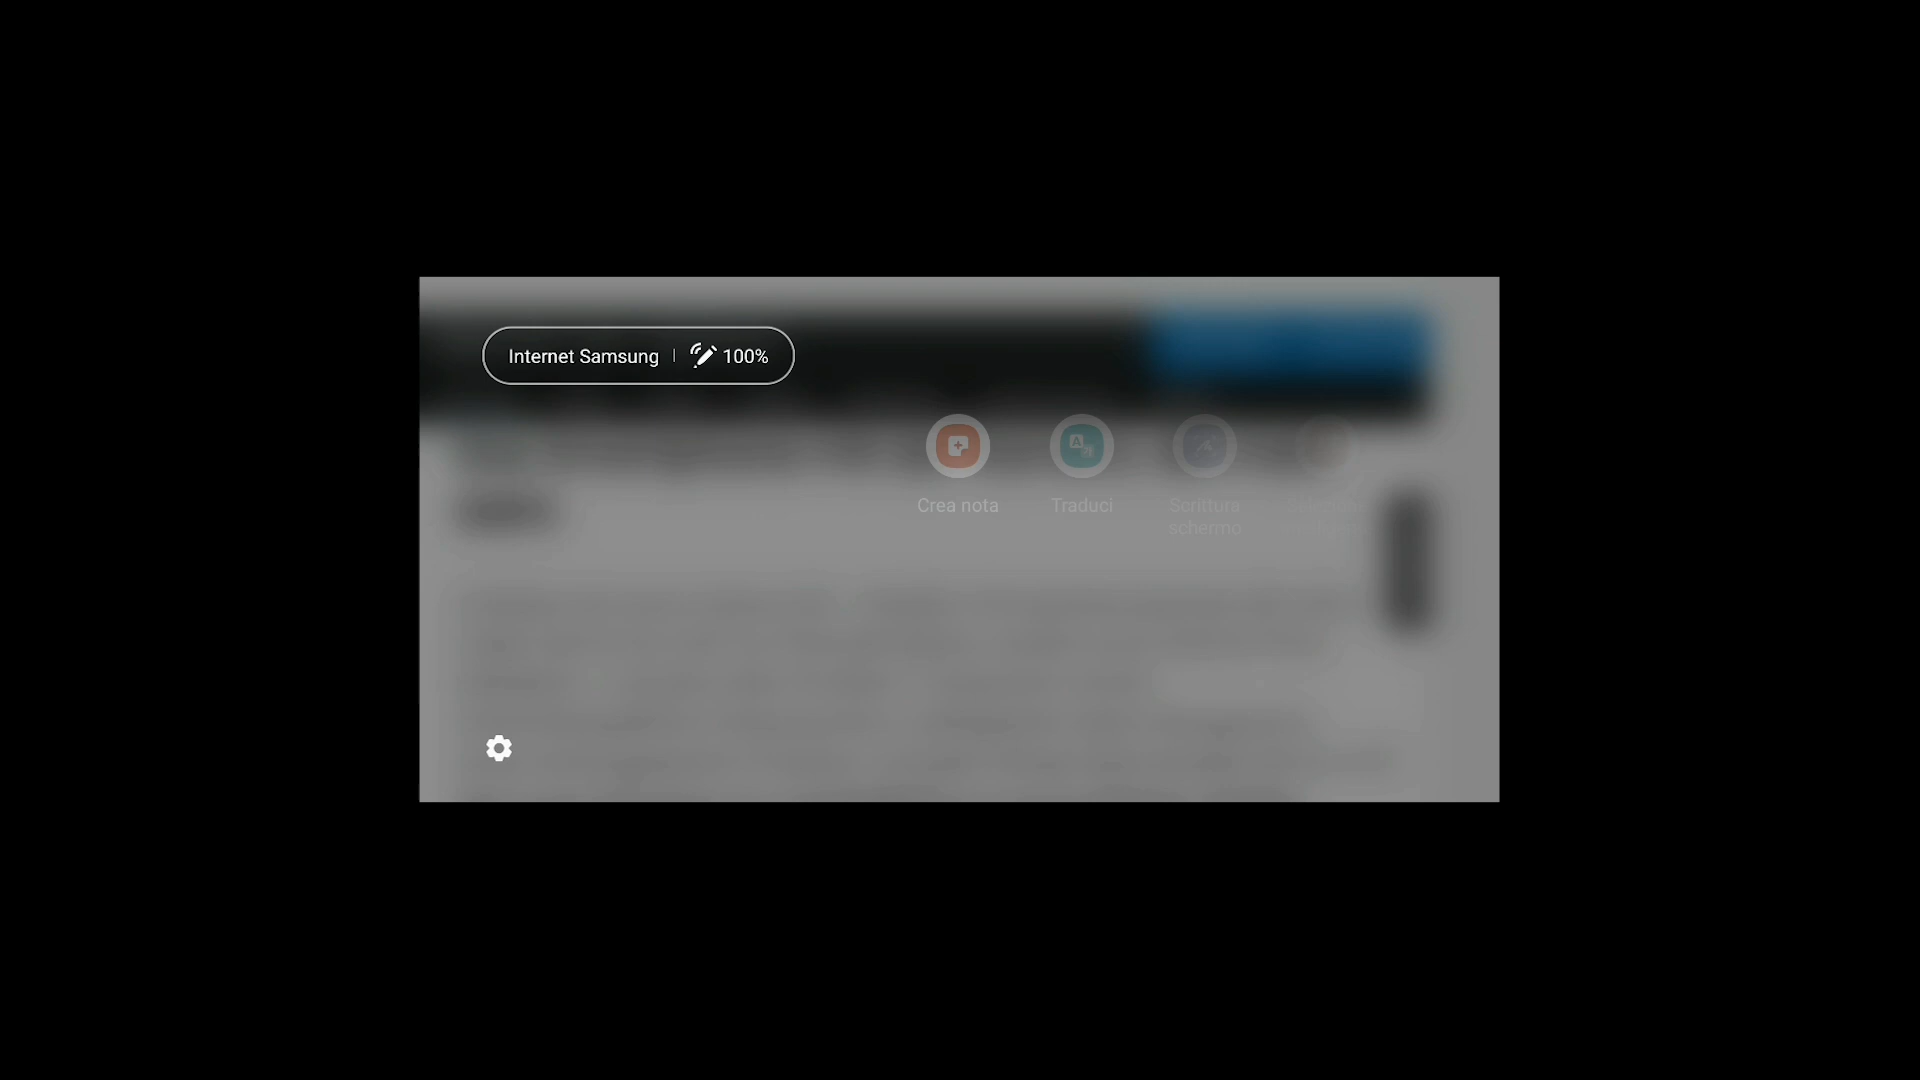 Internet Samsung | 100%
Crea nota
Traduci
Scrittura
schermo